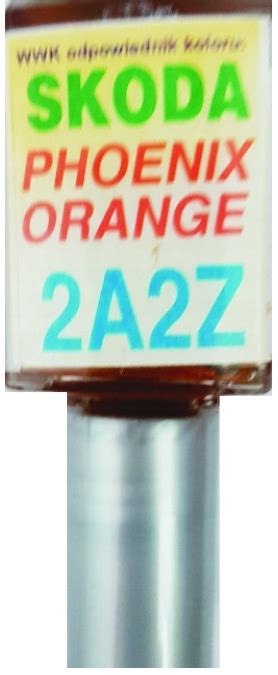 WWK odpowiednik koloru:
SKODA
PHOENIX
ORANGE
2A2Z